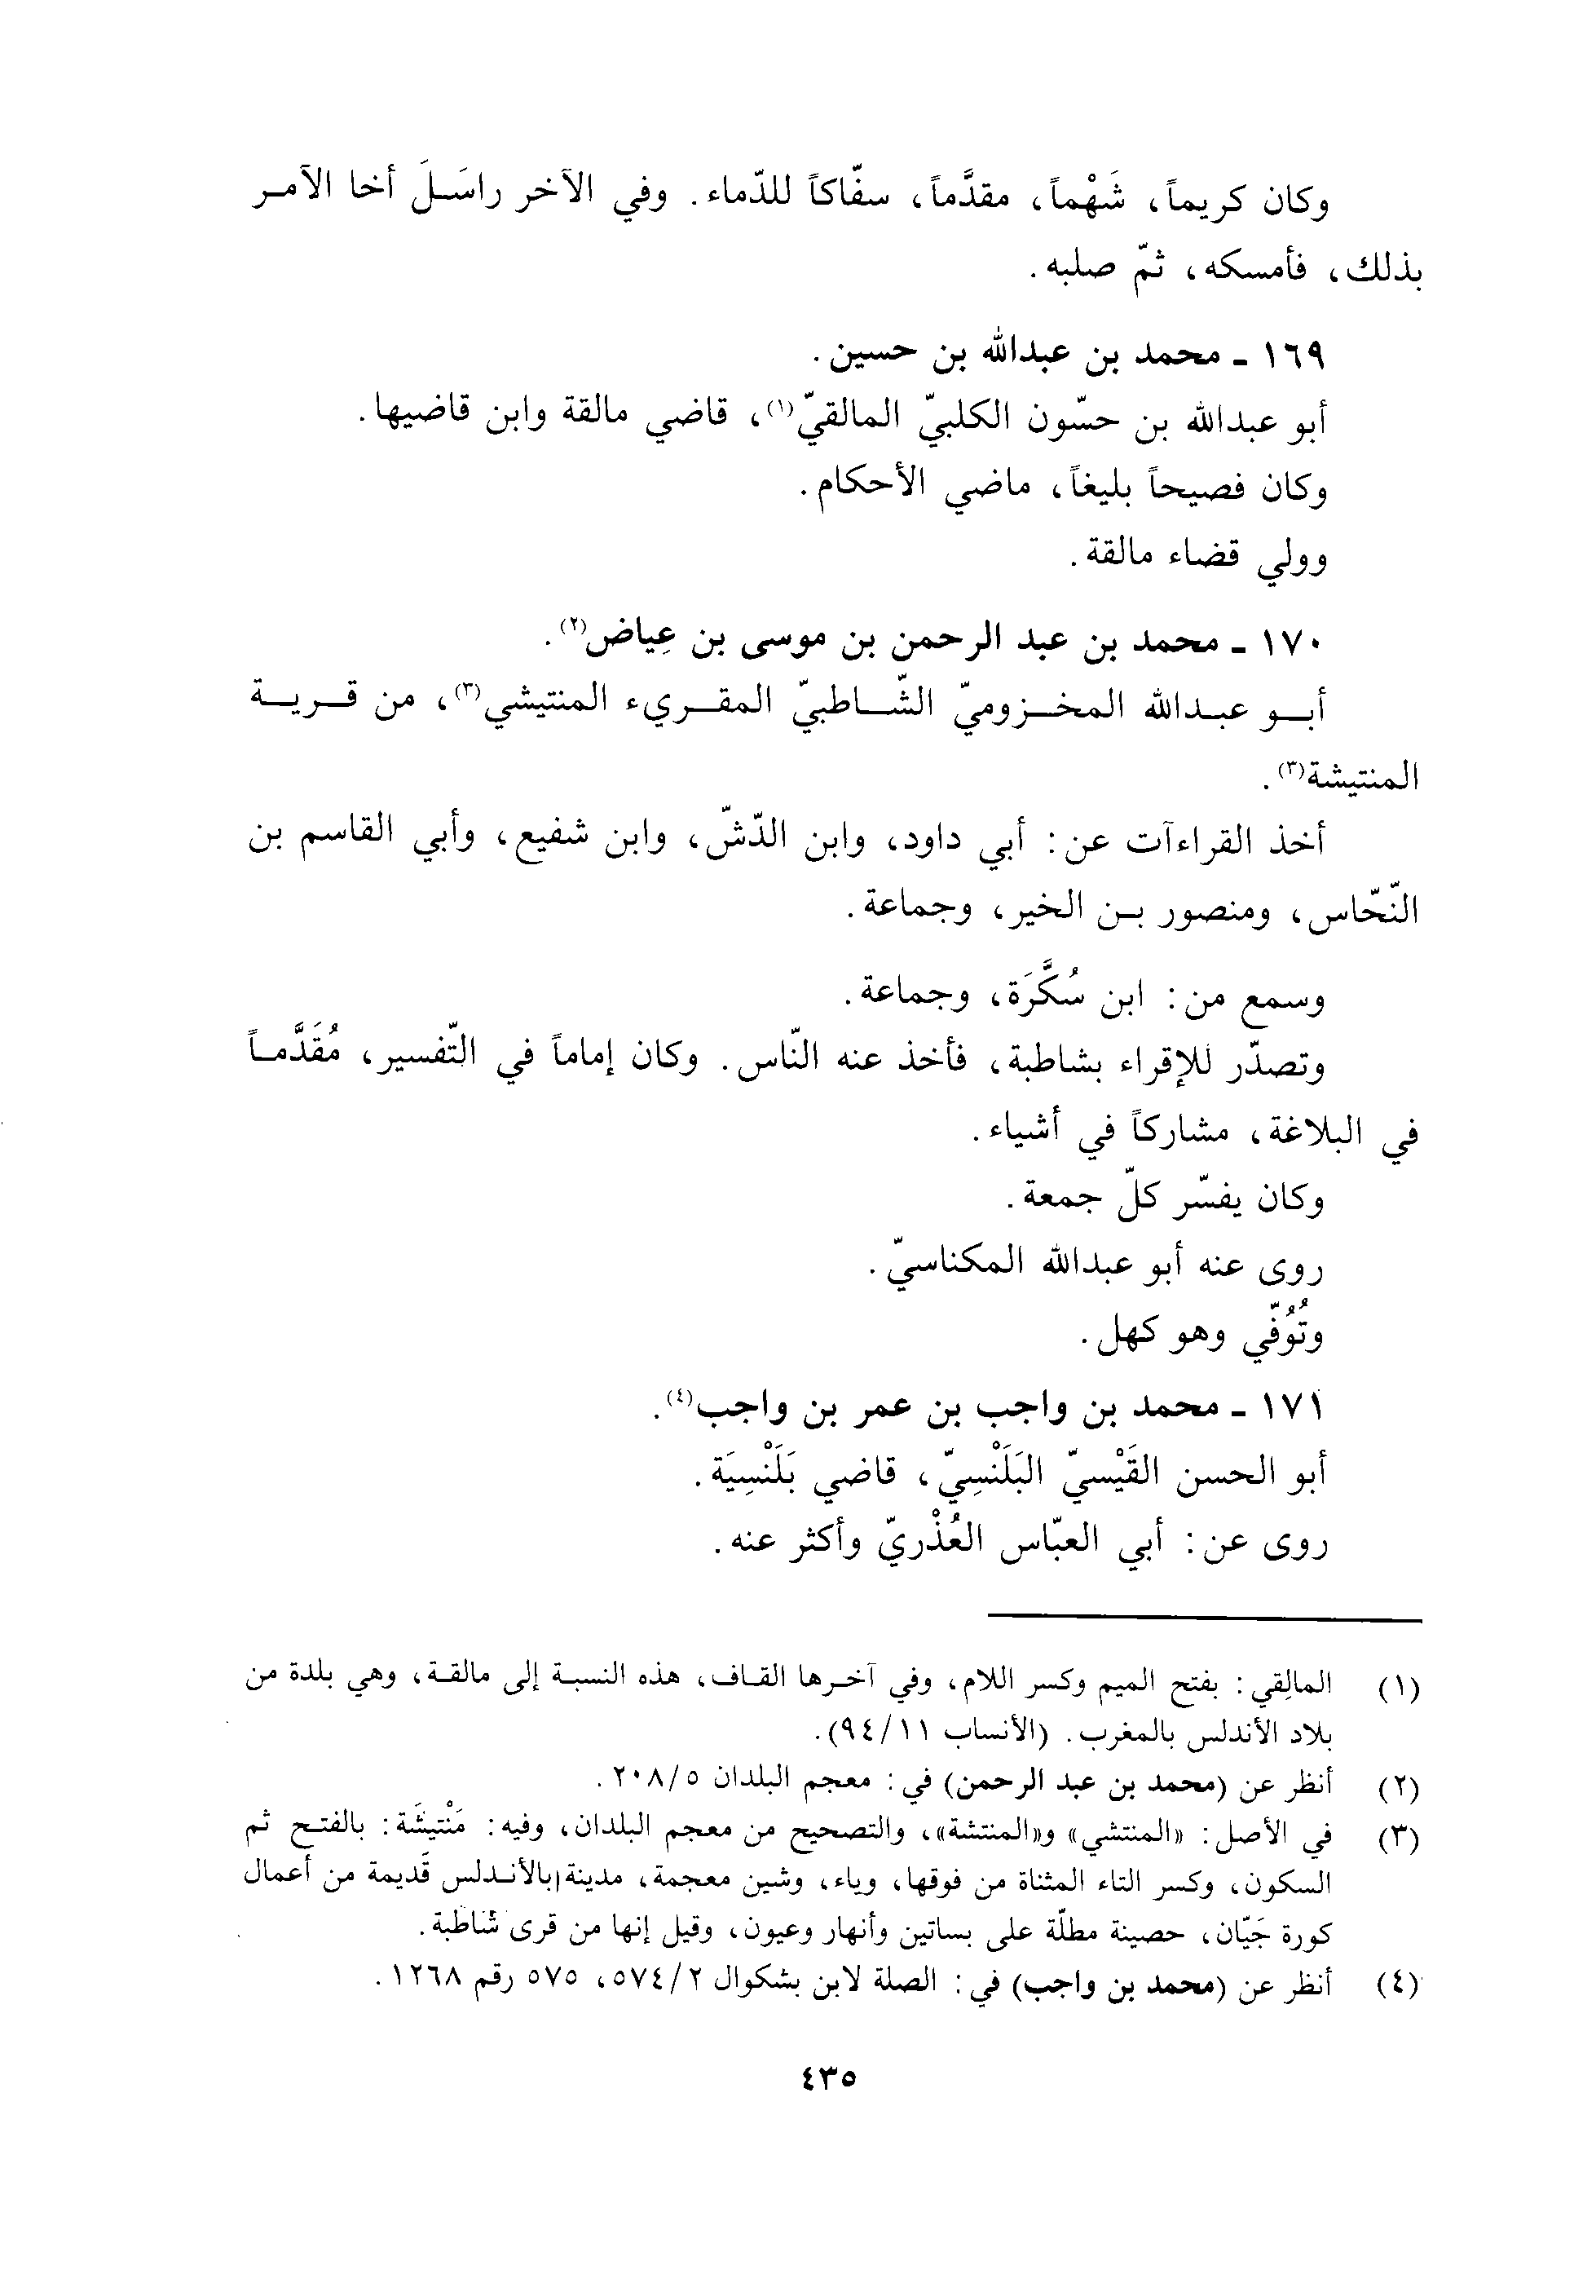 وكان كريماً، شَهْماً، مقدَّماً، سفّاكاً للدّماء. وفي الآخر راسَلَ أخا الآمر
بذلك، فأمسكه، ثمّ صلبه.
١٦٩ ـ محمد بن عبدالله بن حسين.
أبو عبدالله بن حسّون الكلبيّ المالقيّ(١)، قاضي مالقة وابن قاضيها.
وكان فصيحاً بليغاً، ماضي الأحكام.
وولي قضاء مالقة.
١٧٠ ـ محمد بن عبد الرحمن بن موسى بن عِياض(٢).
أبو عبدالله المخزوميّ الشّاطبيّ المقريء المنتيشي(٣)، من قرية
المنتيشة(٣).
أخذ القراءآت عن: أبي داود، وابن الدّشّ، وابن شفيع، وأبي القاسم بن
النّحّاس، ومنصور بن الخير، وجماعة.
وسمع من: ابن سُكَّرَة، وجماعة.
وتصدّر للإقراء بشاطبة، فأخذ عنه النّاس. وكان إماماً في التّفسير، مُقَدَّماً
في البلاغة، مشاركاً في أشياء.
وكان يفسّر كلّ جمعة.
روى عنه أبو عبدالله المكناسيّ.
وتُوُفّي وهو كهل.
١٧١ ـ محمد بن واجب بن عمر بن واجب(٤).
أبو الحسن القَيْسيّ البَلَنْسِيّ، قاضي بَلَنْسِيَة.
روى عن: أبي العبّاس العُذْريّ وأكثر عنه.
(١) المالِقي: بفتح الميم وكسر اللام، وفي آخرها القاف، هذه النسبة إلى مالقة، وهي بلدة من
بلاد الأندلس بالمغرب. (الأنساب ٩٤/١١).
(٢) أنظر عن (محمد بن عبد الرحمن) في: معجم البلدان ٢٠٨/٥.
(٣) في الأصل: «المنتشي» و«المنتشة»، والتصحيح من معجم البلدان، وفيه: مَنْتيشَة: بالفتح ثم
السكون، وكسر التاء المثناة من فوقها، وياء، وشين معجمة، مدينة بالأندلس قَديمة من أعمال
كورة جَيّان، حصينة مطلّة على بساتين وأنهار وعيون، وقيل إنها من قرى شاطبة.
(٤) أنظر عن (محمد بن واجب) في: الصلة لابن بشكوال ٥٧٤/٢، ٥٧٥ رقم ١٢٦٨.
٤٣٥